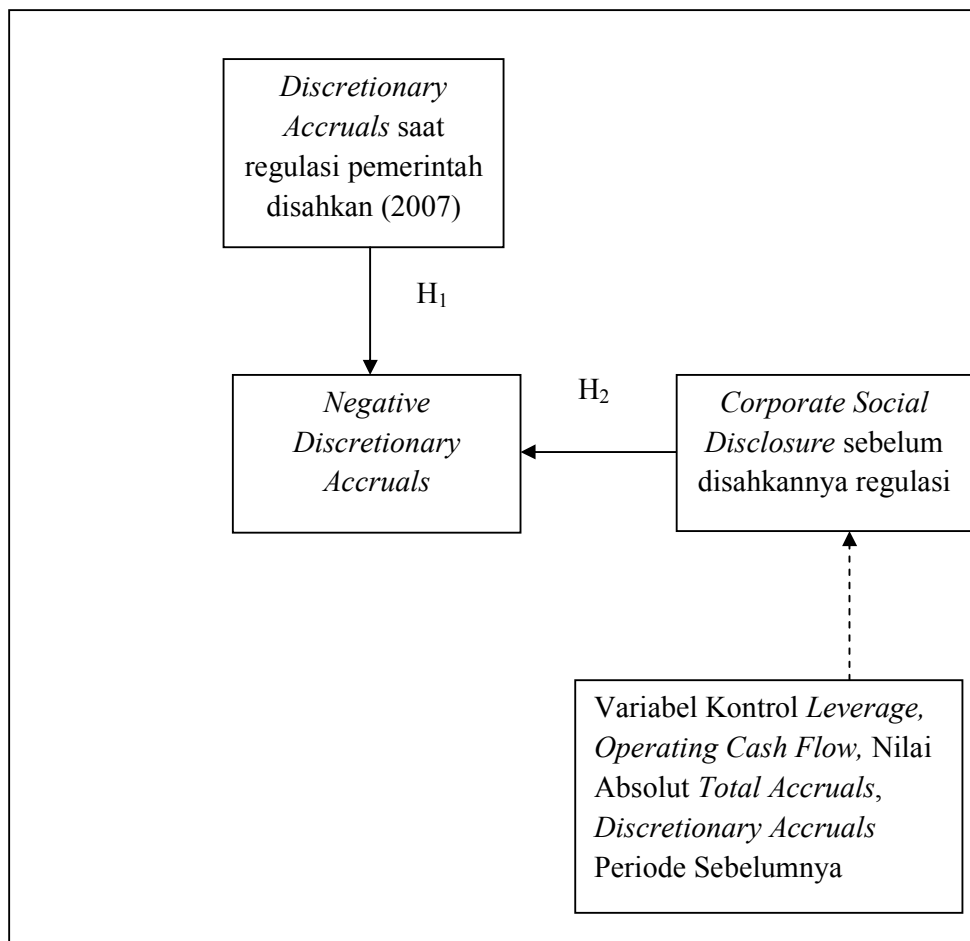 Discretionary
Accruals saat
regulasi pemerintah
disahkan (2007)
H₁
Negative
Discretionary
Accruals
H₂
Corporate Social
Disclosure sebelum
disahkannya regulasi
Variabel Kontrol Leverage,
Operating Cash Flow, Nilai
Absolut Total Accruals,
Discretionary Accruals
Periode Sebelumnya